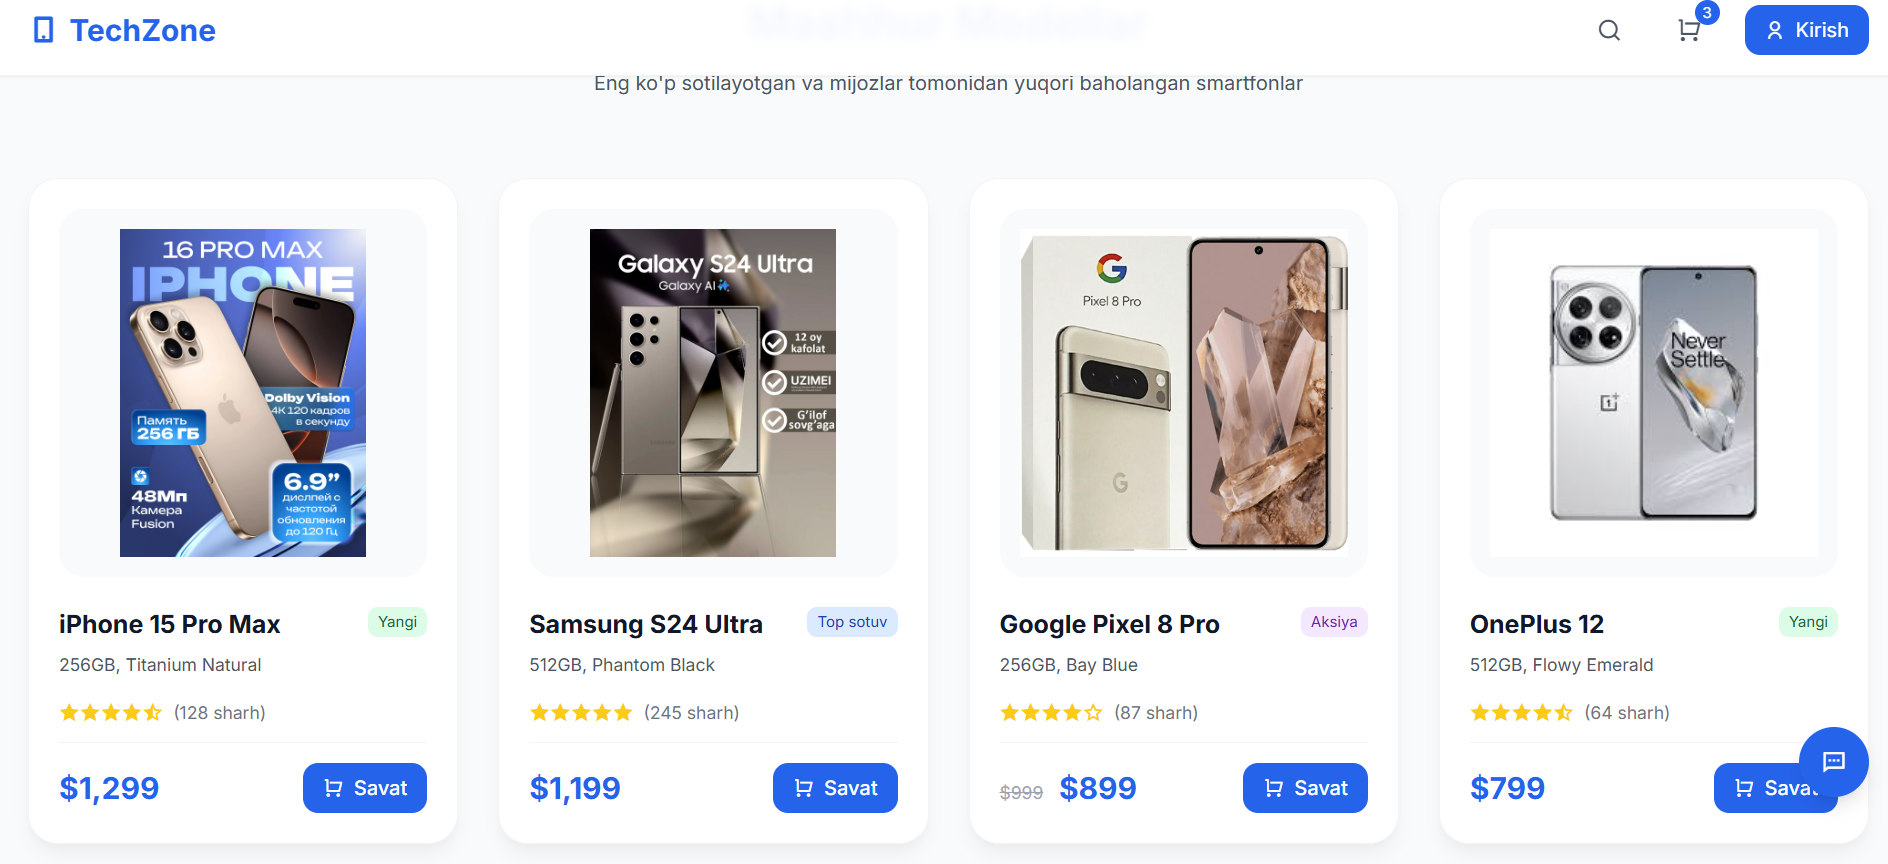 TechZone
3
Kirish
Mashhur Modellar
Eng ko'p sotilayotgan va mijozlar tomonidan yuqori baholangan smartfonlar
16 PRO MAX
IPHONE
Dolby Vision
4K 120 кадров
в секунду
Память
256 ГБ
48Мп
Камера
Fusion
6.9”
дисплей с
частотой
обновления
до 120 Гц
Galaxy S24 Ultra
Galaxy AI
12 oy
kafolat
UZIMEI
G'ilof
sovg'aga
Pixel 8 Pro
G
Never
Settle
1+
iPhone 15 Pro Max
Yangi
256GB, Titanium Natural
(128 sharh)
$1,299
Savat
Samsung S24 Ultra
Top sotuv
512GB, Phantom Black
(245 sharh)
$1,199
Savat
Google Pixel 8 Pro
Aksiya
256GB, Bay Blue
(87 sharh)
$999 $899
Savat
OnePlus 12
Yangi
512GB, Flowy Emerald
(64 sharh)
$799
Savat